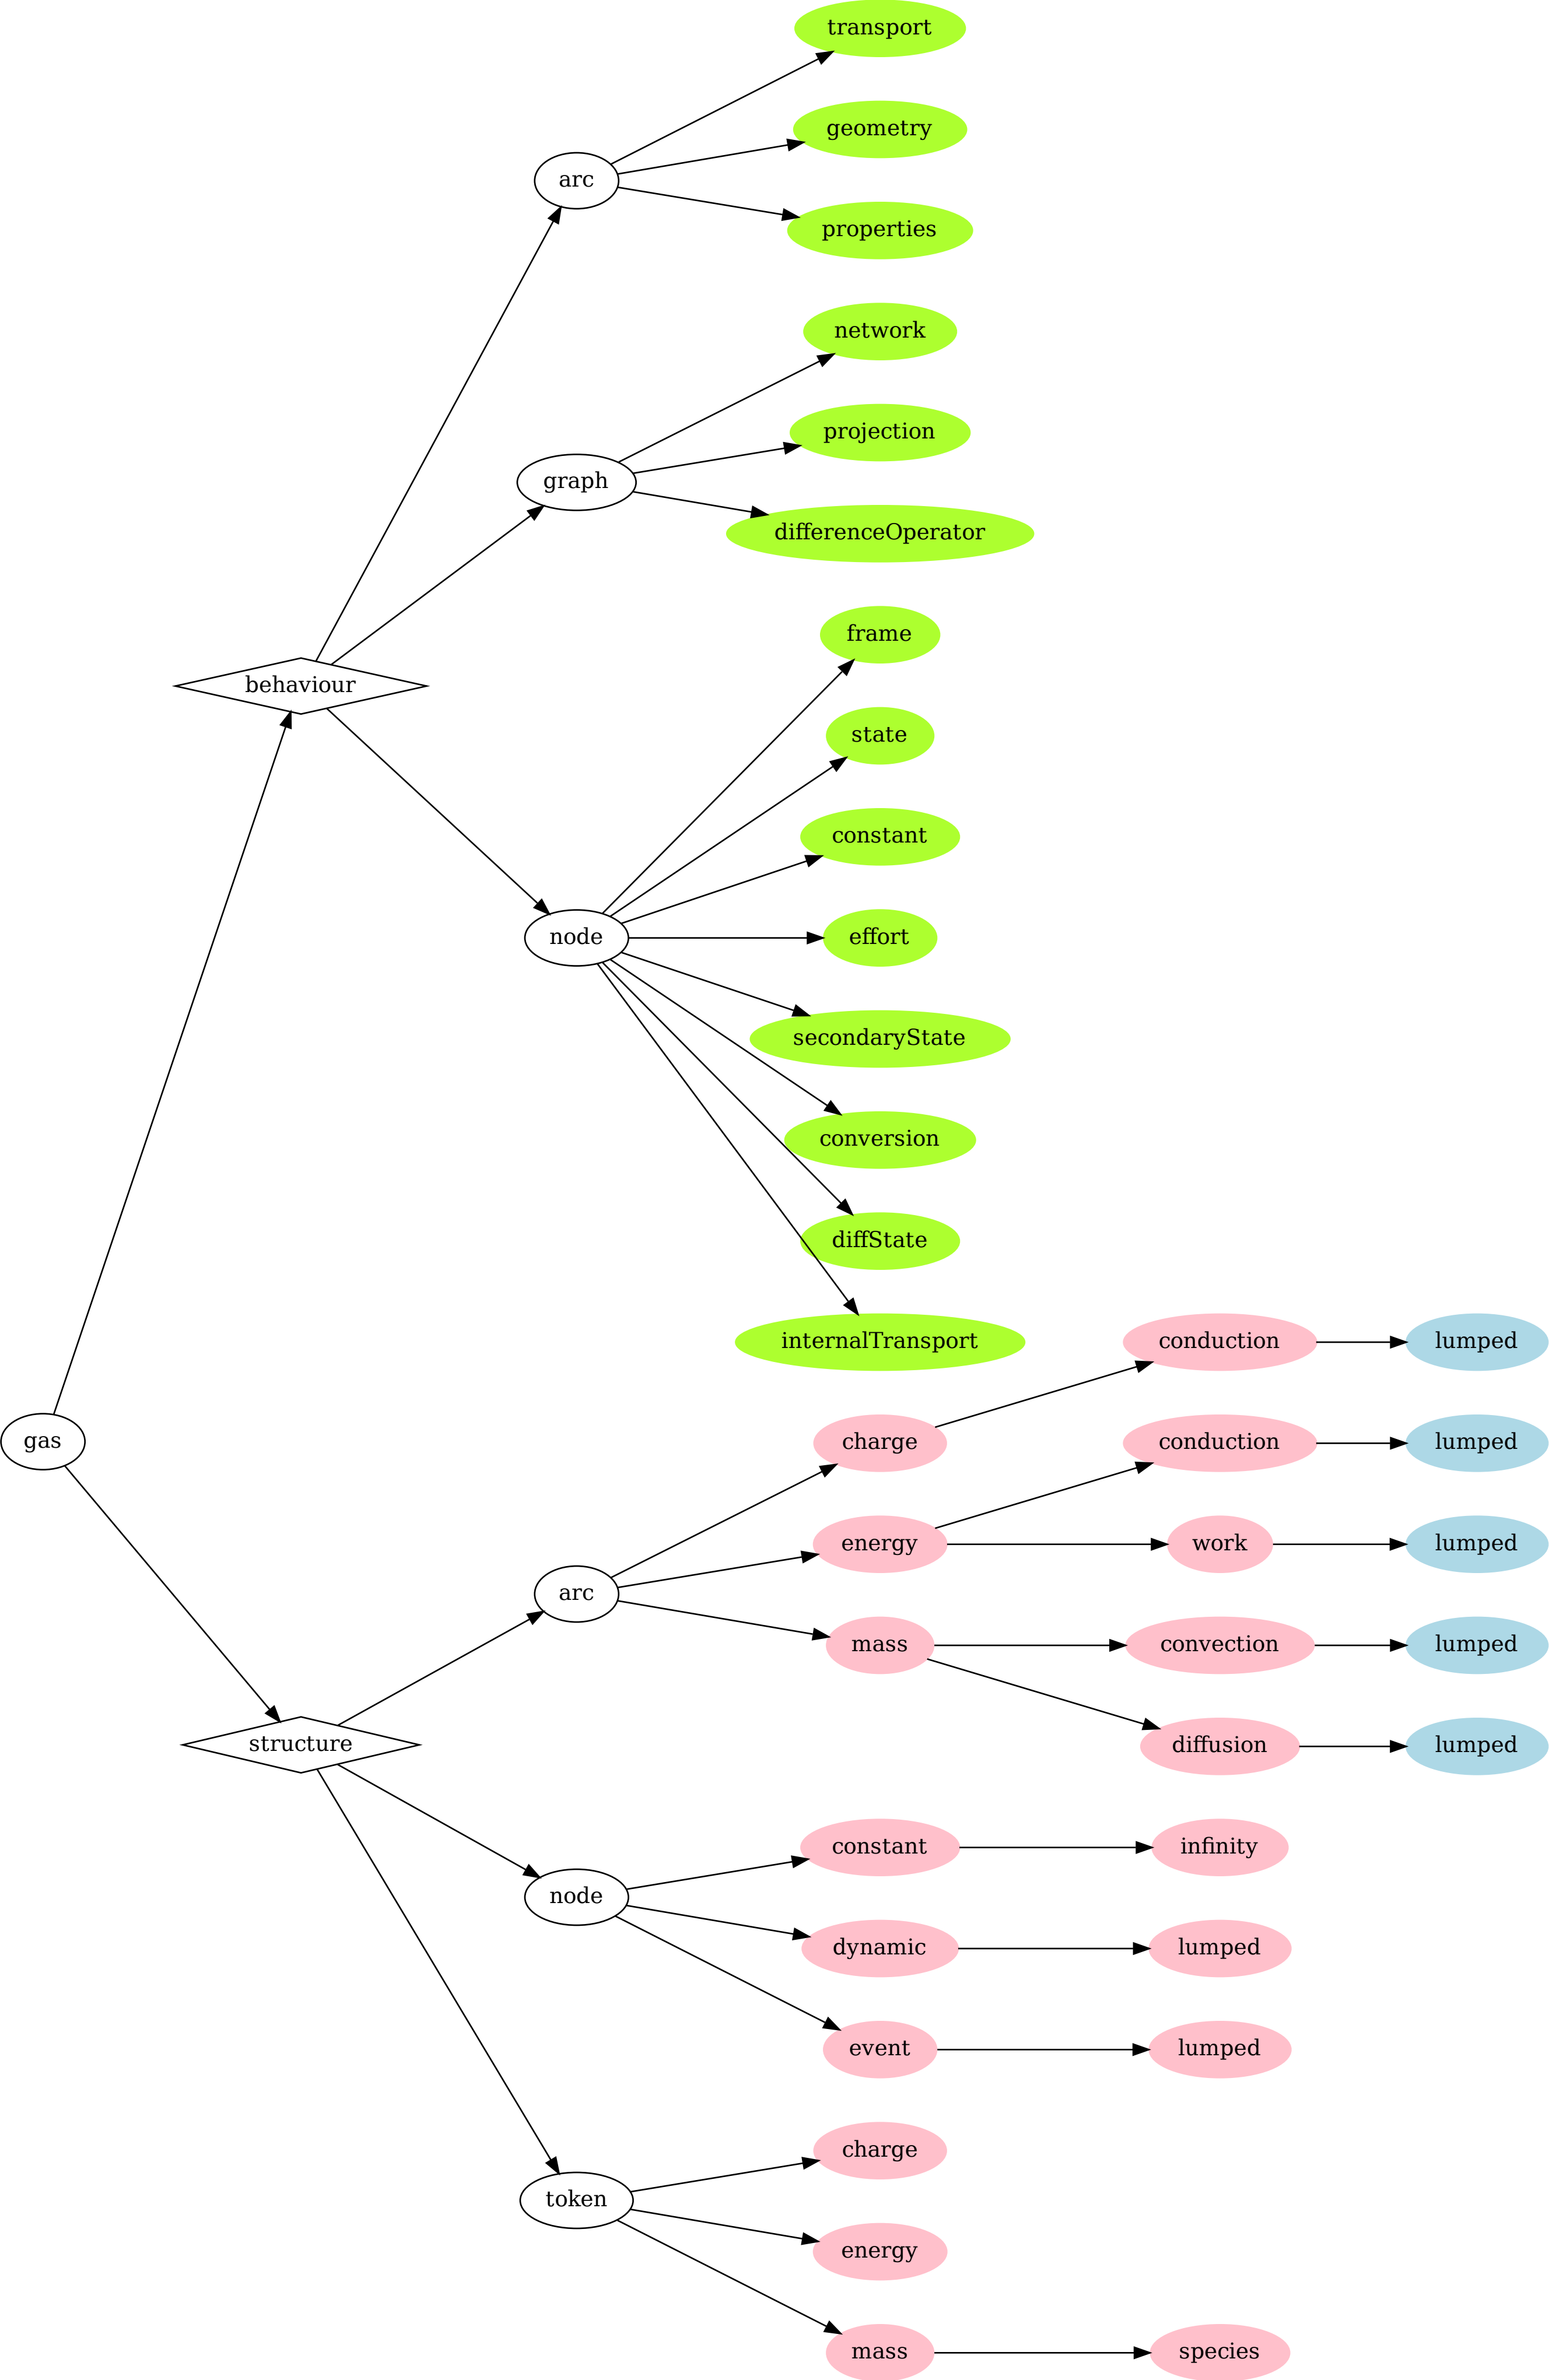 transport
geometry
arc
properties
network
projection
graph
differenceOperator
frame
behaviour
state
constant
node
effort
secondaryState
conversion
diffState
internalTransport
conduction
lumped
gas
charge
conduction
lumped
energy
work
lumped
arc
mass
convection
lumped
structure
diffusion
lumped
constant
infinity
node
dynamic
lumped
event
lumped
charge
token
energy
mass
species